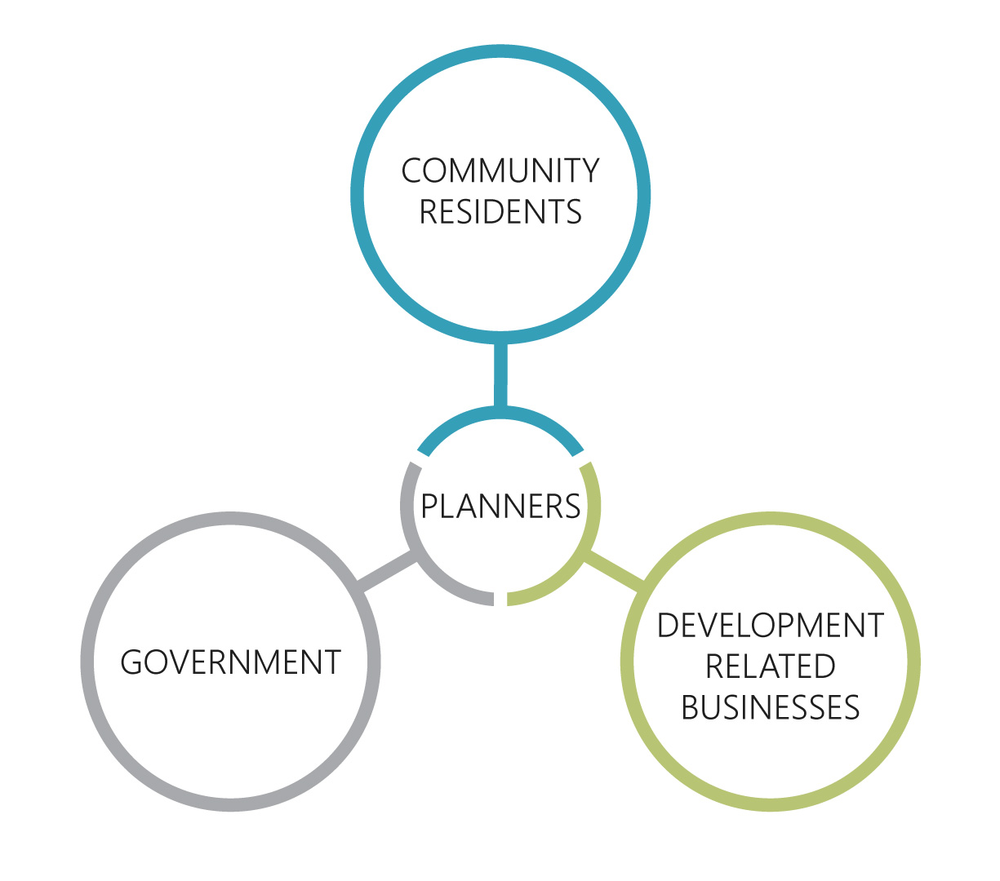 COMMUNITY
RESIDENTS
PLANNERS
GOVERNMENT
DEVELOPMENT
RELATED
BUSINESSES